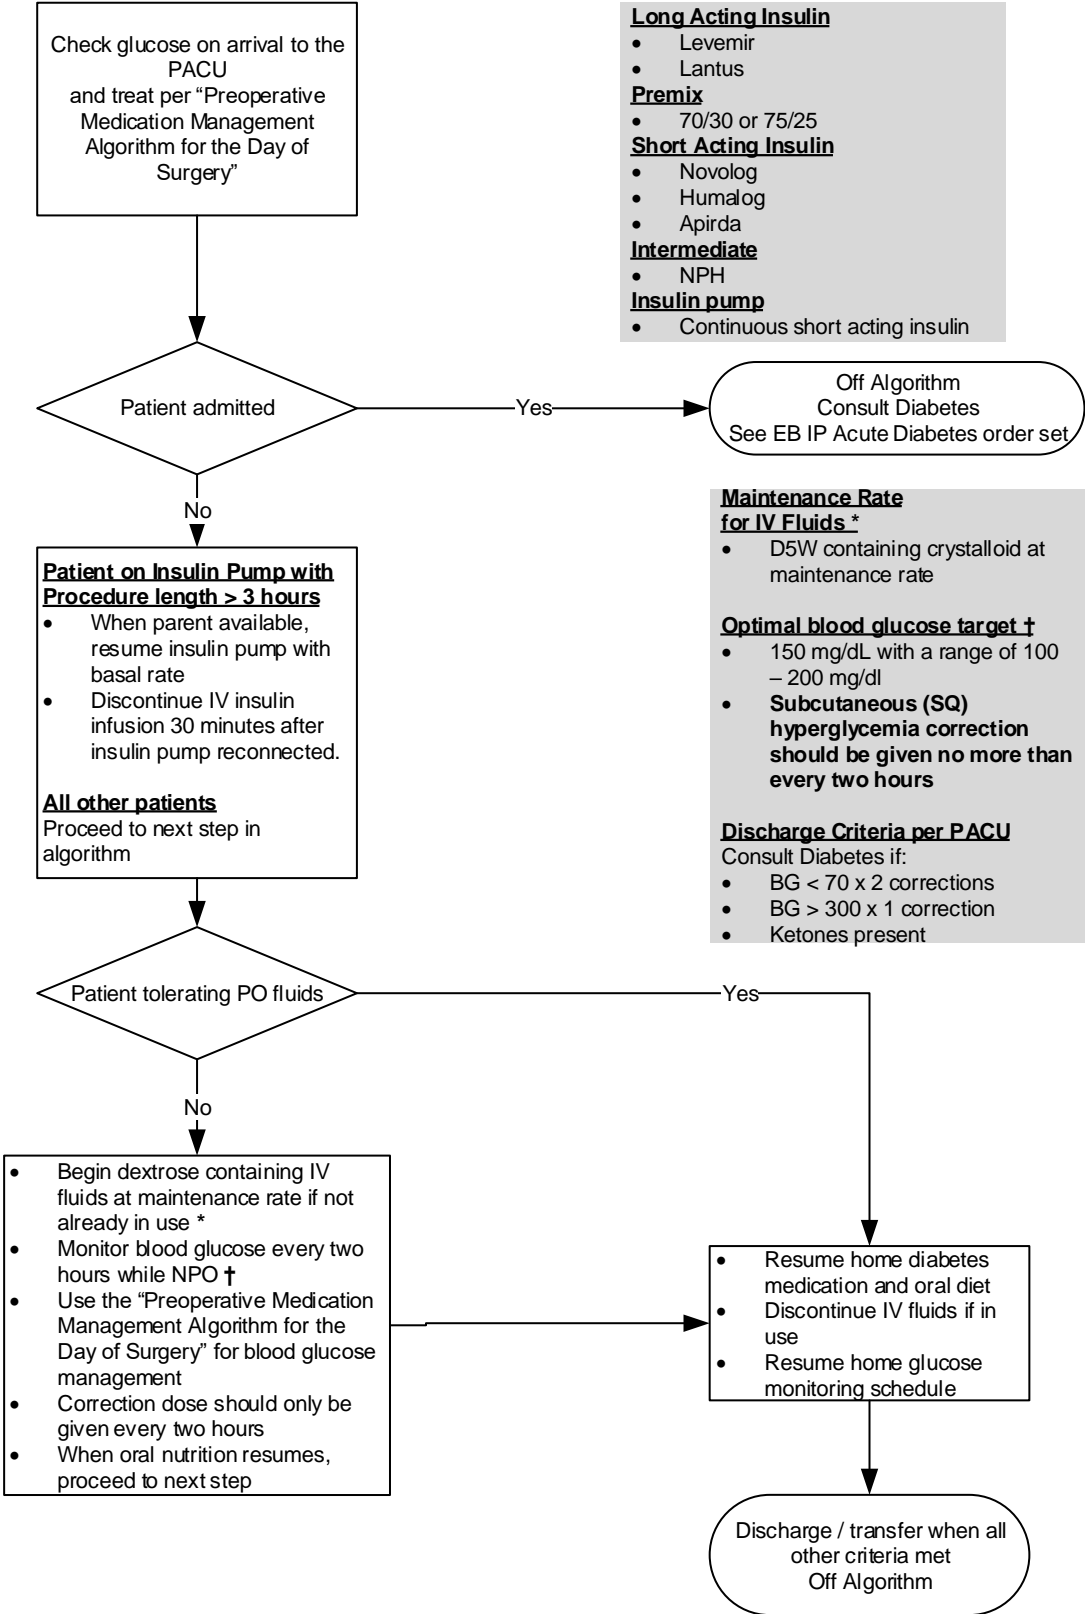 Check glucose on arrival to the
PACU
and treat per “Preoperative
Medication Management
Algorithm for the Day of
Surgery”
Long Acting Insulin
• Levemir
• Lantus
Premix
• 70/30 or 75/25
Short Acting Insulin
• Novolog
• Humalog
• Apirda
Intermediate
• NPH
Insulin pump
• Continuous short acting insulin
Patient admitted
Yes
Off Algorithm
Consult Diabetes
See EB IP Acute Diabetes order set
No
Patient on Insulin Pump with
Procedure length > 3 hours
• When parent available,
resume insulin pump with
basal rate
• Discontinue IV insulin
infusion 30 minutes after
insulin pump reconnected.
All other patients
Proceed to next step in
algorithm
Maintenance Rate
for IV Fluids *
• D5W containing crystalloid at
maintenance rate
Optimal blood glucose target †
• 150 mg/dL with a range of 100
– 200 mg/dl
• Subcutaneous (SQ)
hyperglycemia correction
should be given no more than
every two hours
Discharge Criteria per PACU
Consult Diabetes if:
• BG < 70 x 2 corrections
• BG > 300 x 1 correction
• Ketones present
Patient tolerating PO fluids
Yes
No
• Begin dextrose containing IV
fluids at maintenance rate if not
already in use *
• Monitor blood glucose every two
hours while NPO †
• Use the “Preoperative Medication
Management Algorithm for the
Day of Surgery” for blood glucose
management
• Correction dose should only be
given every two hours
• When oral nutrition resumes,
proceed to next step
• Resume home diabetes
medication and oral diet
• Discontinue IV fluids if in
use
• Resume home glucose
monitoring schedule
Discharge / transfer when all
other criteria met
Off Algorithm